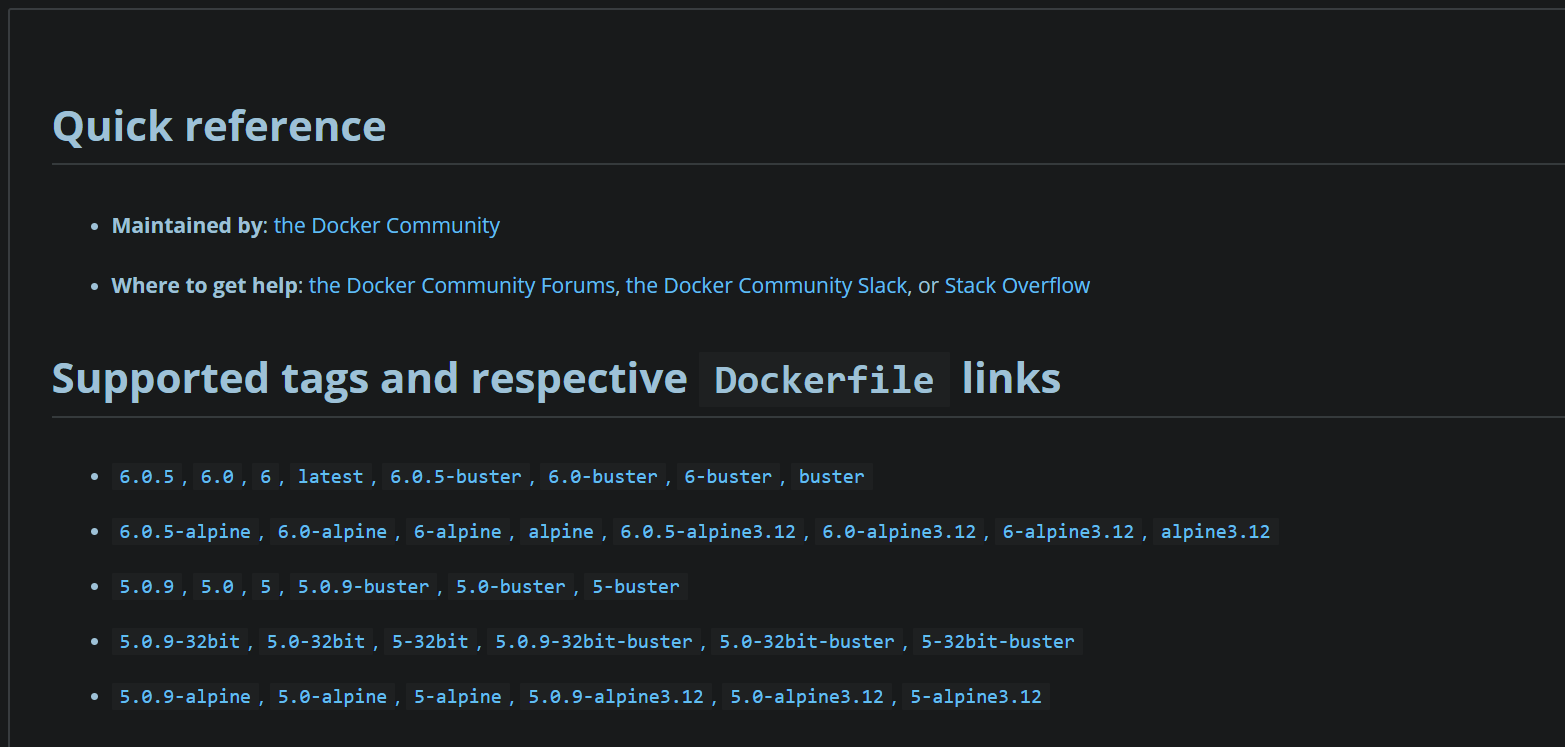 Quick reference
• Maintained by: the Docker Community
• Where to get help: the Docker Community Forums, the Docker Community Slack, or Stack Overflow
Supported tags and respective Dockerfile links
• 6.0.5, 6.0, 6, latest, 6.0.5-buster, 6.0-buster, 6-buster, buster
• 6.0.5-alpine, 6.0-alpine, 6-alpine, alpine, 6.0.5-alpine3.12, 6.0-alpine3.12, 6-alpine3.12, alpine3.12
• 5.0.9, 5.0, 5, 5.0.9-buster, 5.0-buster, 5-buster
• 5.0.9-32bit, 5.0-32bit, 5-32bit, 5.0.9-32bit-buster, 5.0-32bit-buster, 5-32bit-buster
• 5.0.9-alpine, 5.0-alpine, 5-alpine, 5.0.9-alpine3.12, 5.0-alpine3.12, 5-alpine3.12